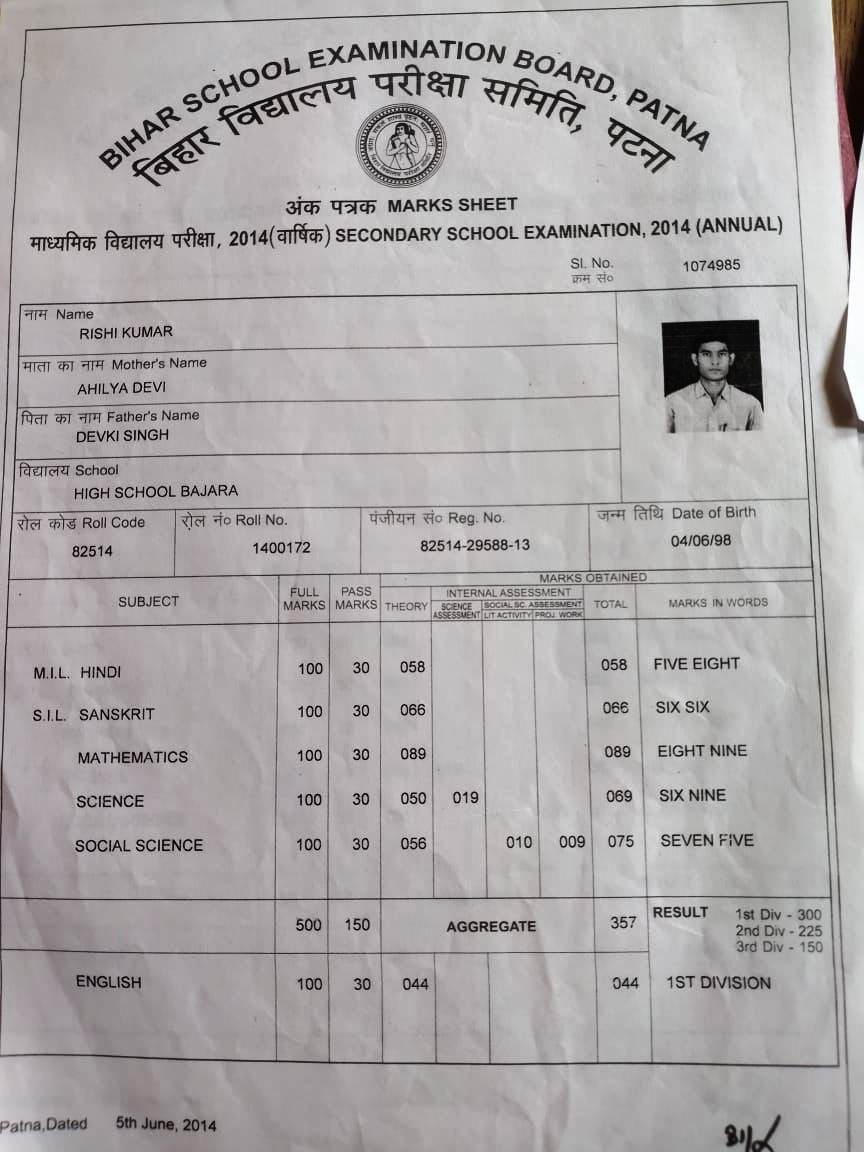 BIHAR SCHOOL EXAMINATION BOARD, PATNA
बिहार विद्यालय परीक्षा समिति, पटना
अंक पत्रक MARKS SHEET
माध्यमिक विद्यालय परीक्षा, 2014(वार्षिक) SECONDARY SCHOOL EXAMINATION, 2014 (ANNUAL)
Sl. No. 1074985
क्रम सं०
नाम Name
RISHI KUMAR
माता का नाम Mother's Name
AHILYA DEVI
पिता का नाम Father's Name
DEVKI SINGH
विद्यालय School
HIGH SCHOOL BAJARA
रोल कोड Roll Code रोल नं० Roll No. पंजीयन सं० Reg. No. जन्म तिथि Date of Birth
82514 1400172 82514-29588-13 04/06/98
SUBJECT FULL MARKS PASS MARKS MARKS OBTAINED
THEORY INTERNAL ASSESSMENT TOTAL MARKS IN WORDS
SCIENCE ASSESSMENT SOCIAL SC. ASSESSMENT
LIT ACTIVITY PROJ. WORK
M.I.L. HINDI 100 30 058 058 FIVE EIGHT
S.I.L. SANSKRIT 100 30 066 066 SIX SIX
MATHEMATICS 100 30 089 089 EIGHT NINE
SCIENCE 100 30 050 019 069 SIX NINE
SOCIAL SCIENCE 100 30 056 010 009 075 SEVEN FIVE
500 150 AGGREGATE 357 RESULT 1st Div - 300
2nd Div - 225
3rd Div - 150
ENGLISH 100 30 044 044 1ST DIVISION
Patna,Dated 5th June, 2014